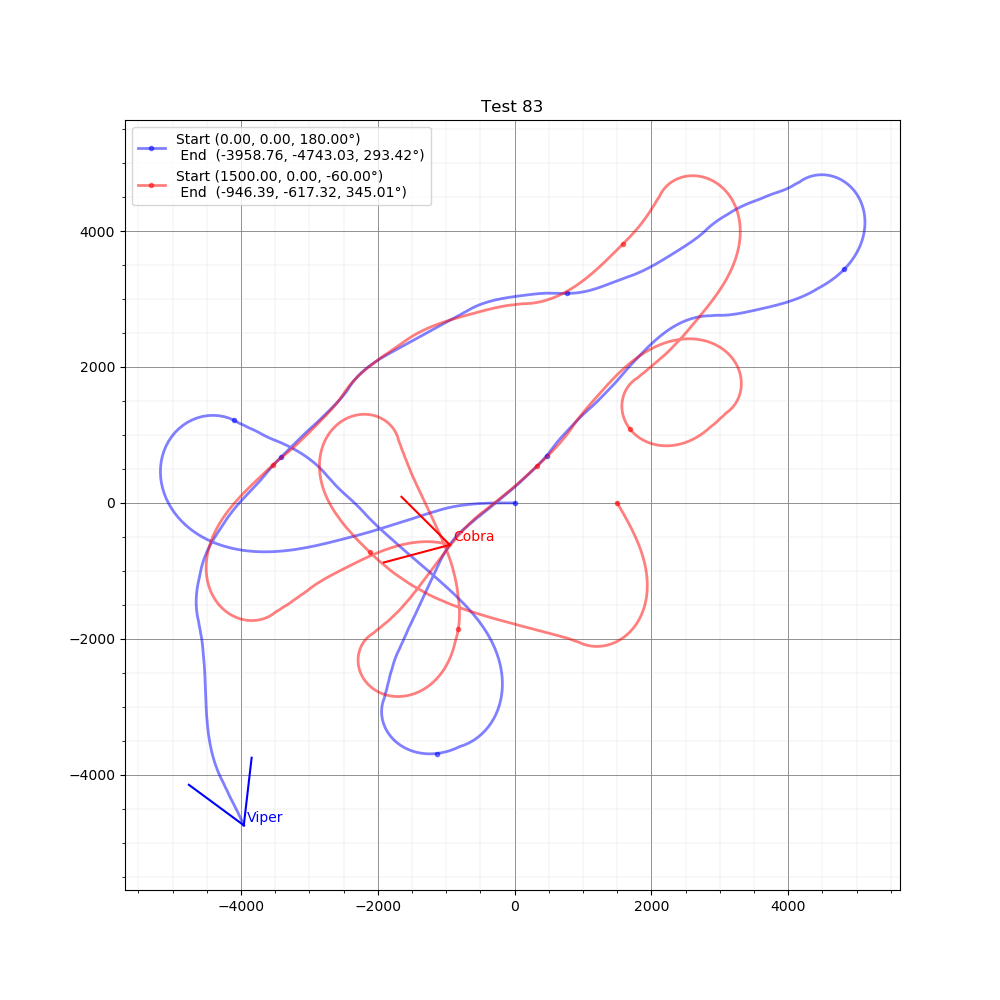 Test 83
Start (0.00, 0.00, 180.00°)
End  (-3958.76, -4743.03, 293.42°)
Start (1500.00, 0.00, -60.00°)
End  (-946.39, -617.32, 345.01°)
4000
2000
0
−2000
−4000
Cobra
Viper
−4000
−2000
0
2000
4000